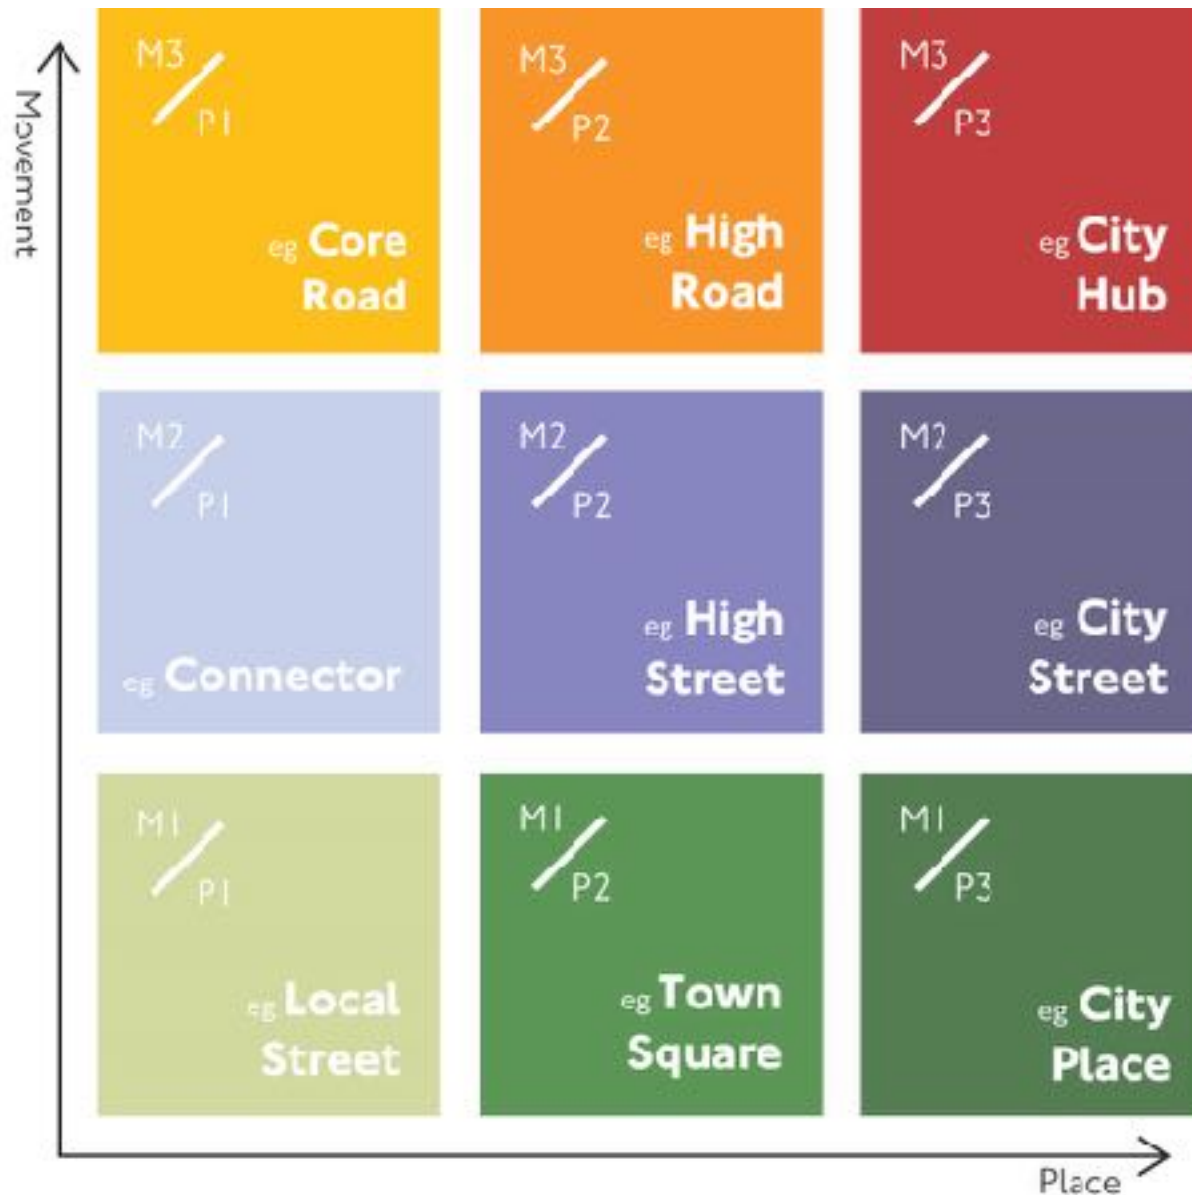 Movement
M3
P1
eg Core
Road
M3
P2
eg High
Road
M3
P3
eg City
Hub
M2
P1
eg Connector
M2
P2
eg High
Street
M2
P3
eg City
Street
M1
P1
eg Local
Street
M1
P2
eg Town
Square
M1
P3
eg City
Place
Place